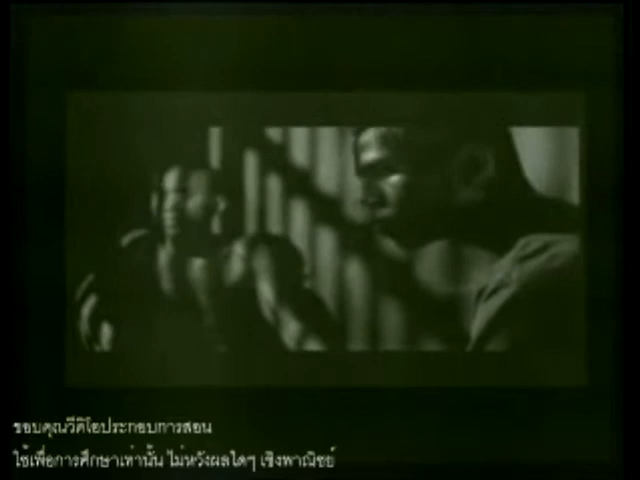 ขอบคุณวีดิโอประกอบการสอน
ใช้เพื่อการศึกษาเท่านั้น ไม่หวังผลใดๆ เชิงพาณิชย์